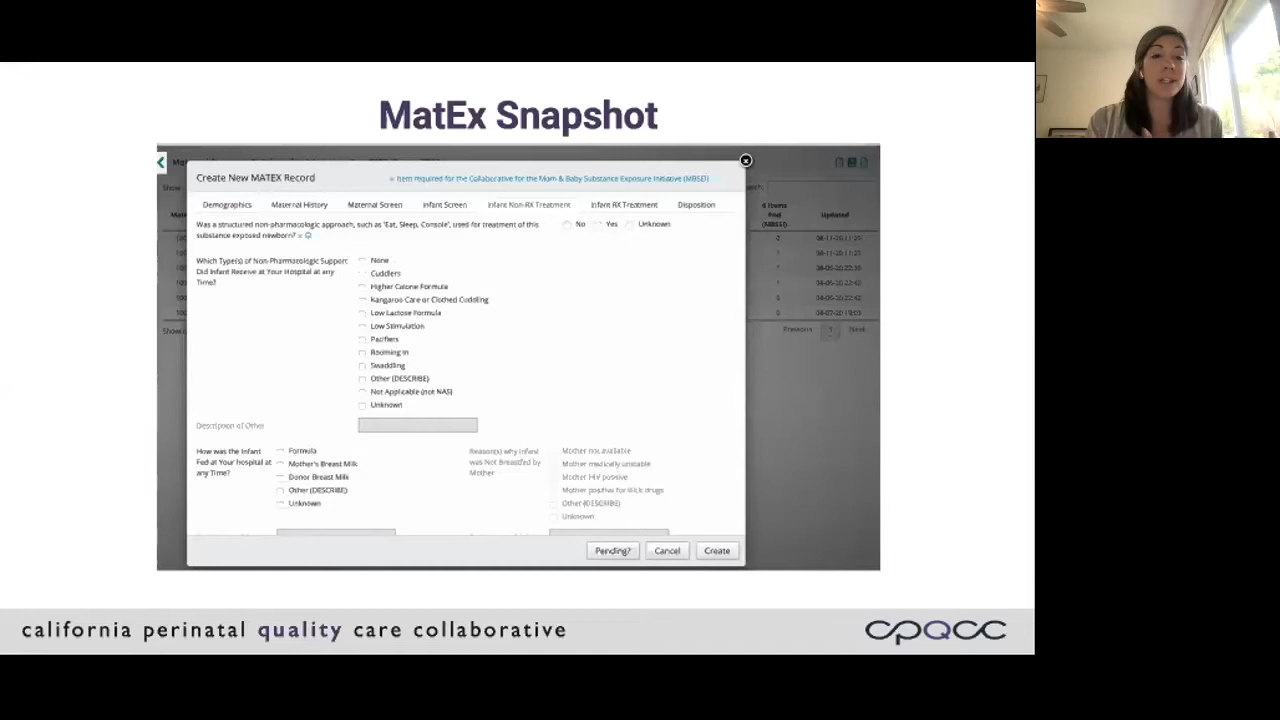 MatEx Snapshot
Create New MATEX Record
Item required for the Collaborative for the Mom & Baby Substance Exposure Initiative (MBSEI)
Demographics Maternal History Maternal Screen Infant Screen Infant Non-RX Treatment Infant RX Treatment Disposition
Was a structured non-pharmacologic approach, such as 'Eat, Sleep, Console', used for treatment of this
substance exposed newborn?
No Yes Unknown
Which Type(s) of Non-Pharmacologic Support
Did Infant Receive at Your Hospital at any
Time?
None
Cuddlers
Higher Calorie Formula
Kangaroo Care or Clothed Cuddling
Low Lactose Formula
Low Stimulation
Pacifiers
Rooming In
Swaddling
Other (DESCRIBE)
Not Applicable (not NAS)
Unknown
Description of Other
How was the Infant
Fed at Your hospital at
any Time?
Formula
Mother's Breast Milk
Donor Breast Milk
Other (DESCRIBE)
Unknown
Reason(s) why Infant
was Not Breastfed by
Mother
Mother not available
Mother medically unstable
Mother HIV positive
Mother positive for illicit drugs
Other (DESCRIBE)
Unknown
Pending? Cancel Create
Show
# Items
(MBSEI)
Updated
Previous 1 Next
california perinatal quality care collaborative
cpqcc